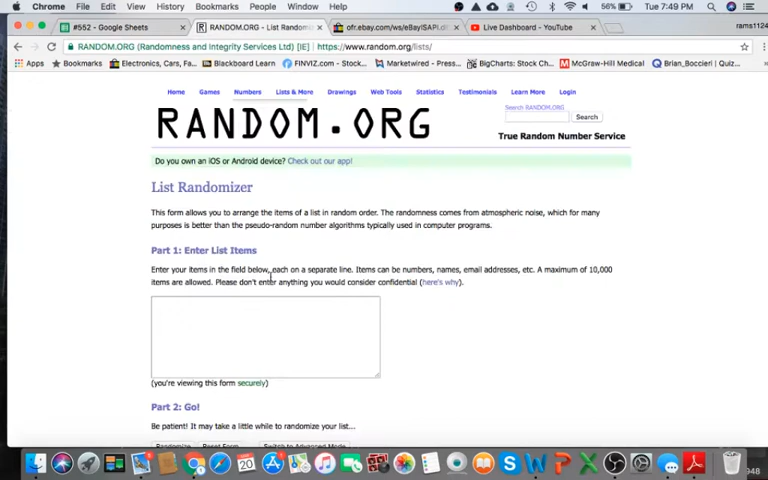 Chrome File Edit View History Bookmarks People Window Help 56% Tue 7:49 PM
#552 - Google Sheets RANDOM.ORG - List Randomi ofr.ebay.com/ws/eBayISAPI.dl Live Dashboard - YouTube rams1124
RANDOM.ORG (Randomness and Integrity Services Ltd) [IE] https://www.random.org/lists/
Apps Bookmarks Electronics, Cars, Fa... Blackboard Learn FINVIZ.com * Marketwired - Press... BigCharts: Stock Ch... McGraw-Hill Medical Brian_Boccieri | Quiz...
Home Games Numbers Lists & More Drawings Web Tools Statistics Testimonials Learn More Login
Search RANDOM.ORG
RANDOM.ORG
Search
True Random Number Service
Do you own an iOS or Android device? Check out our app!
List Randomizer
This form allows you to arrange the items of a list in random order. The randomness comes from atmospheric noise, which for many
purposes is better than the pseudo-random number algorithms typically used in computer programs.
Part 1: Enter List Items
Enter your items in the field below, each on a separate line. Items can be numbers, names, email addresses, etc. A maximum of 10,000
items are allowed. Please don't enter anything you would consider confidential (here's why).
(you're viewing this form securely)
Part 2: Go!
Be patient! It may take a little while to randomize your list...
Randomize Reset Form Switch to Advanced Mode
20
948